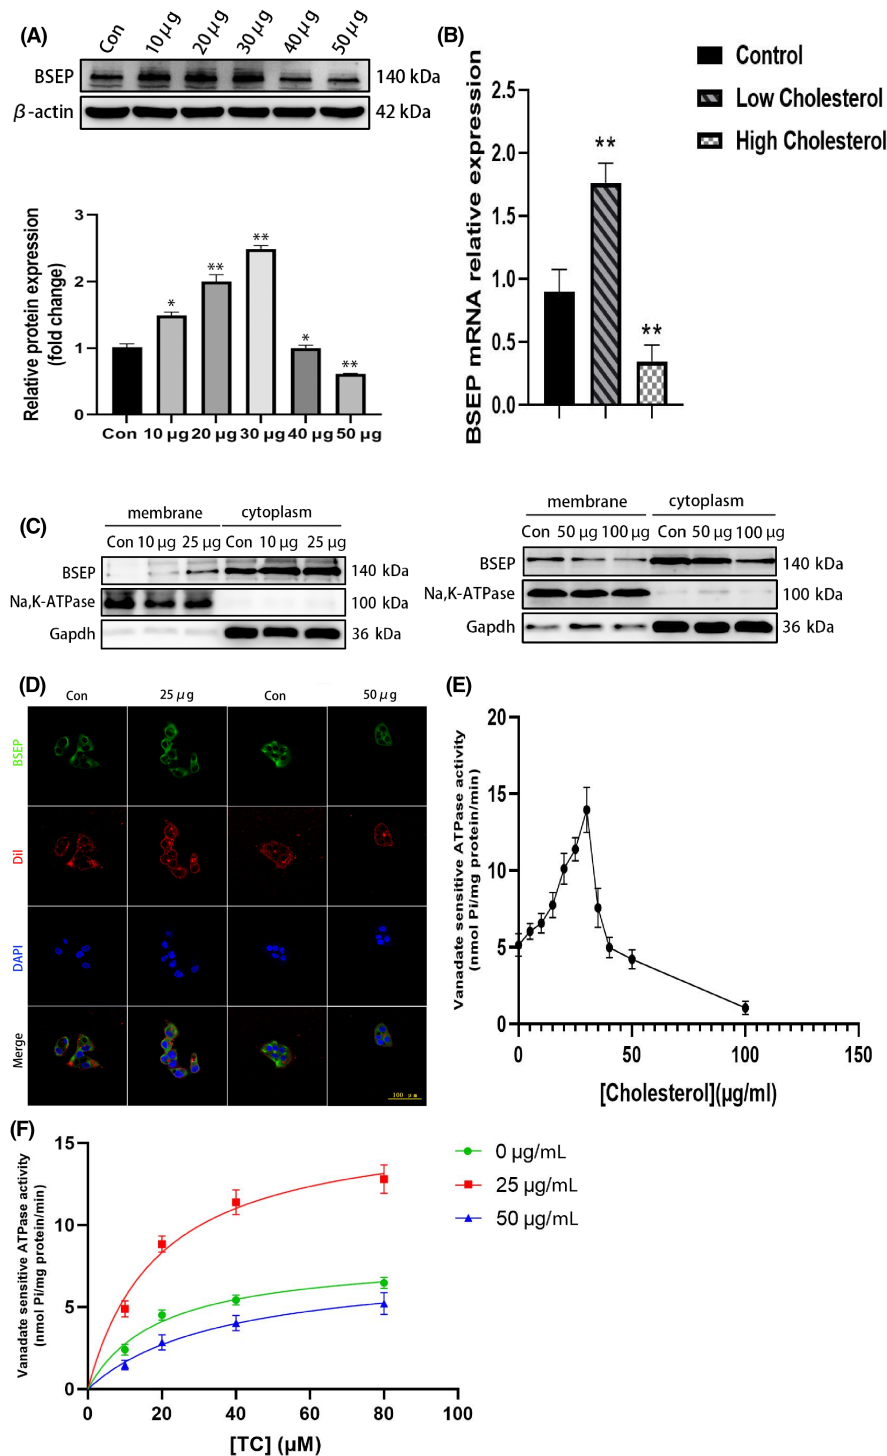 (A)
Con 10μg 20μg 30μg 40μg 50μg
BSEP 140 kDa
β-actin 42 kDa
Relative protein expression
(fold change)
3
2
1
0
* ** ** * **
Con 10 μg 20 μg 30 μg 40 μg 50 μg
(B)
Control
Low Cholesterol
High Cholesterol
BSEP mRNA relative expression
2.5
2.0
1.5
1.0
0.5
0.0
** **
(C)
membrane cytoplasm
Con 10 μg 25 μg Con 10 μg 25 μg
BSEP 140 kDa
Na,K-ATPase 100 kDa
Gapdh 36 kDa
membrane cytoplasm
Con 50 μg 100 μg Con 50 μg 100 μg
BSEP 140 kDa
Na,K-ATPase 100 kDa
Gapdh 36 kDa
(D)
Con 25μg Con 50μg
BSEP
Dil
DAPI
Merge
100 μm
(E)
Vanadate sensitive ATPase activity
(nmol Pi/mg protein/min)
20
15
10
5
0
0 50 100 150
[Cholesterol](μg/ml)
(F)
Vanadate sensitive ATPase activity
(nmol Pi/mg protein/min)
15
10
5
0
0 20 40 60 80 100
[TC] (μM)
0 μg/mL
25 μg/mL
50 μg/mL